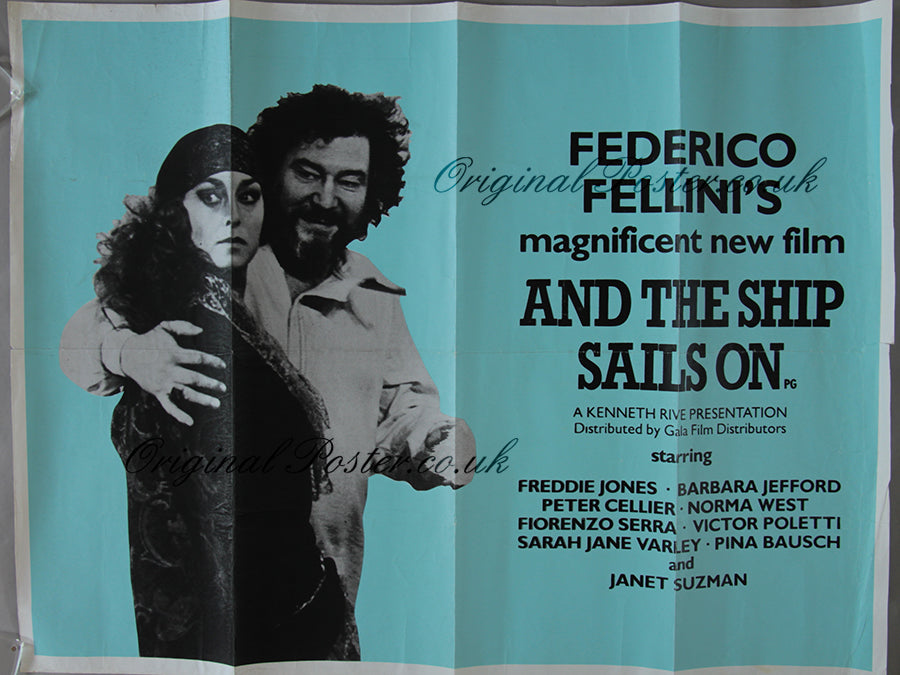 FEDERICO
FELLINI'S
magnificent new film
AND THE SHIP
SAILS ON PG
A KENNETH RIVE PRESENTATION
Distributed by Gala Film Distributors
starring
FREDDIE JONES · BARBARA JEFFORD
PETER CELLIER · NORMA WEST
FIORENZO SERRA · VICTOR POLETTI
SARAH JANE VARLEY · PINA BAUSCH
and
JANET SUZMAN
Original Poster.co.uk
Original Poster.co.uk